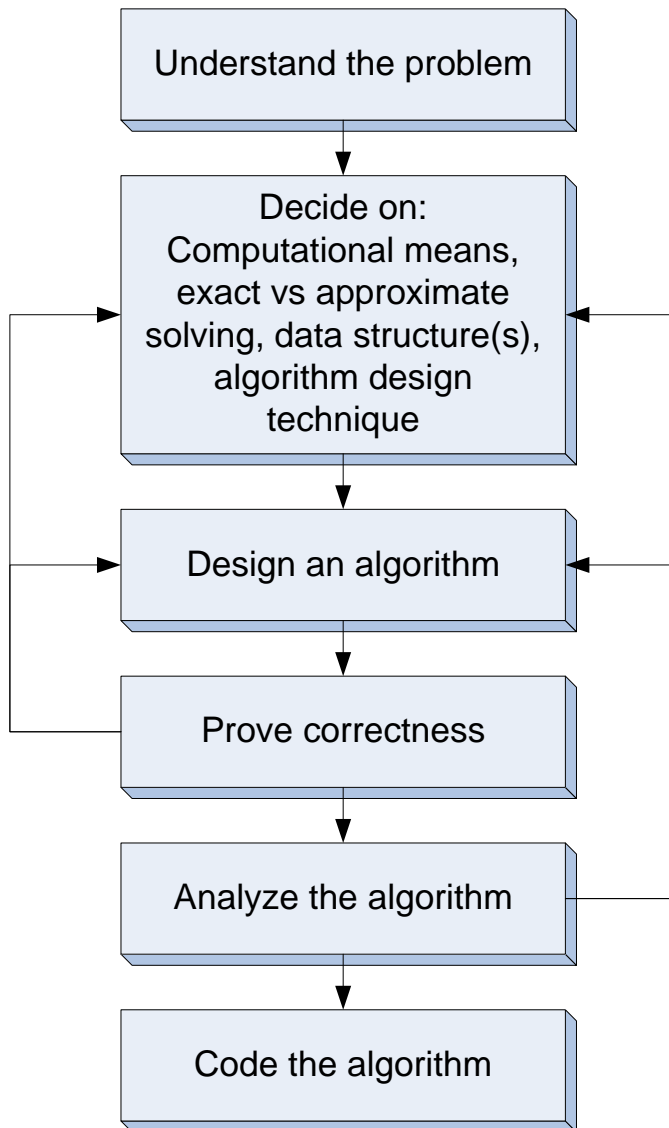 Understand the problem
Decide on:
Computational means,
exact vs approximate
solving, data structure(s),
algorithm design
technique
Design an algorithm
Prove correctness
Analyze the algorithm
Code the algorithm